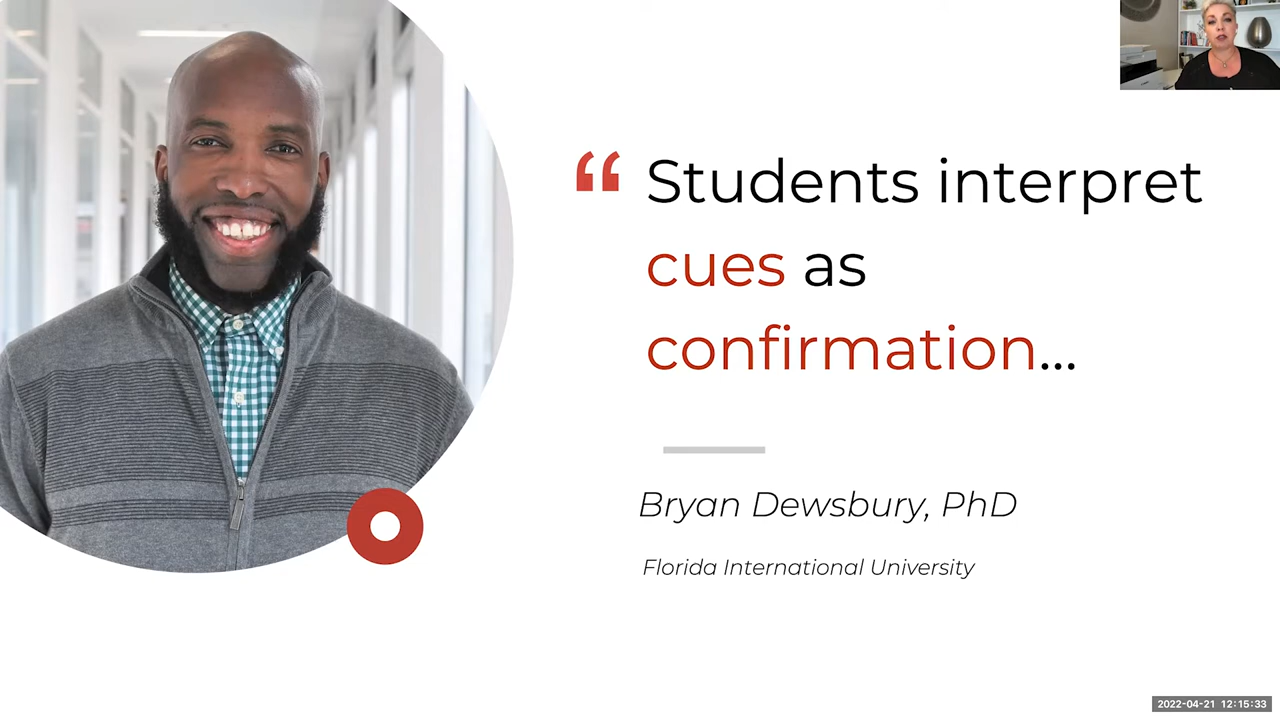 “ Students interpret
cues as
confirmation...
Bryan Dewsbury, PhD
Florida International University
2022-04-21 12:15:33